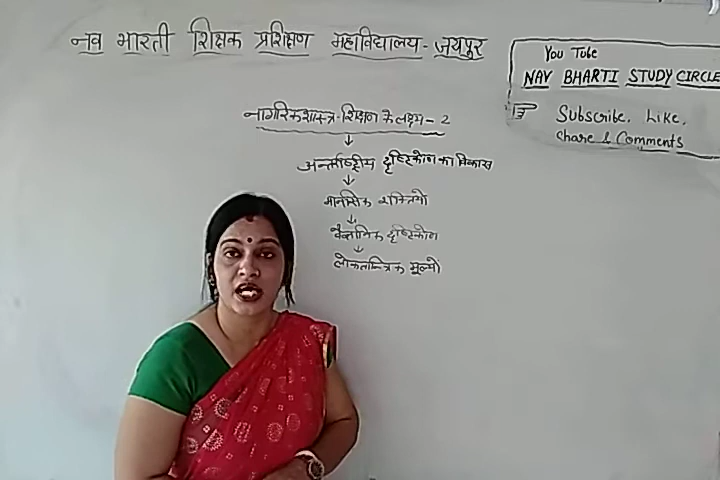 नव भारती शिक्षक प्रशिक्षण महाविद्यालय - जयपुर
You Tube
NAV BHARTI STUDY CIRCLE
Subscribe, Like,
Share & Comments
नागरिकशास्त्र - शिक्षण के लक्ष्य - 2
अन्तर्राष्ट्रीय दृष्टिकोण का विकास
मानसिक शक्तियों
वैज्ञानिक दृष्टिकोण
लोकतान्त्रिक मूल्यों